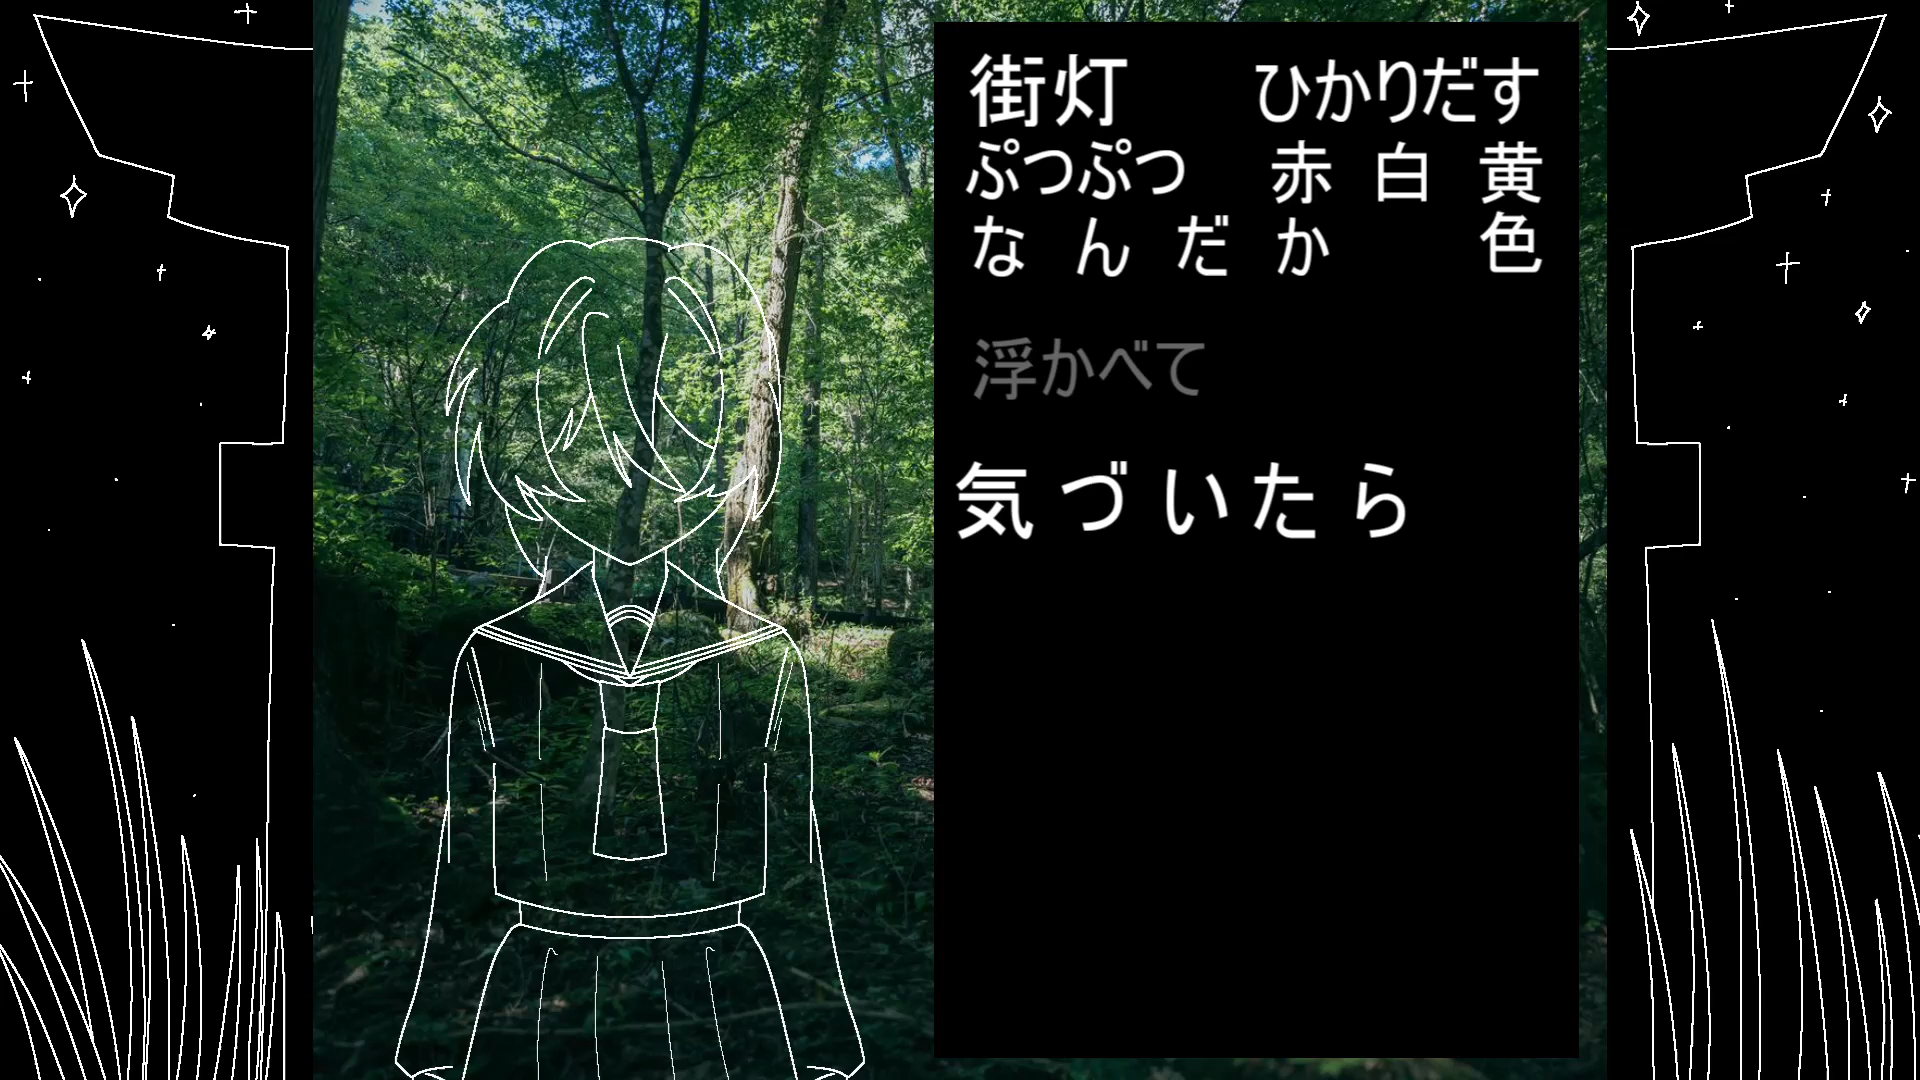 街灯 ひかりだす
ぷつぷつ 赤 白 黄色
なんだか
浮かべて
気づいたら